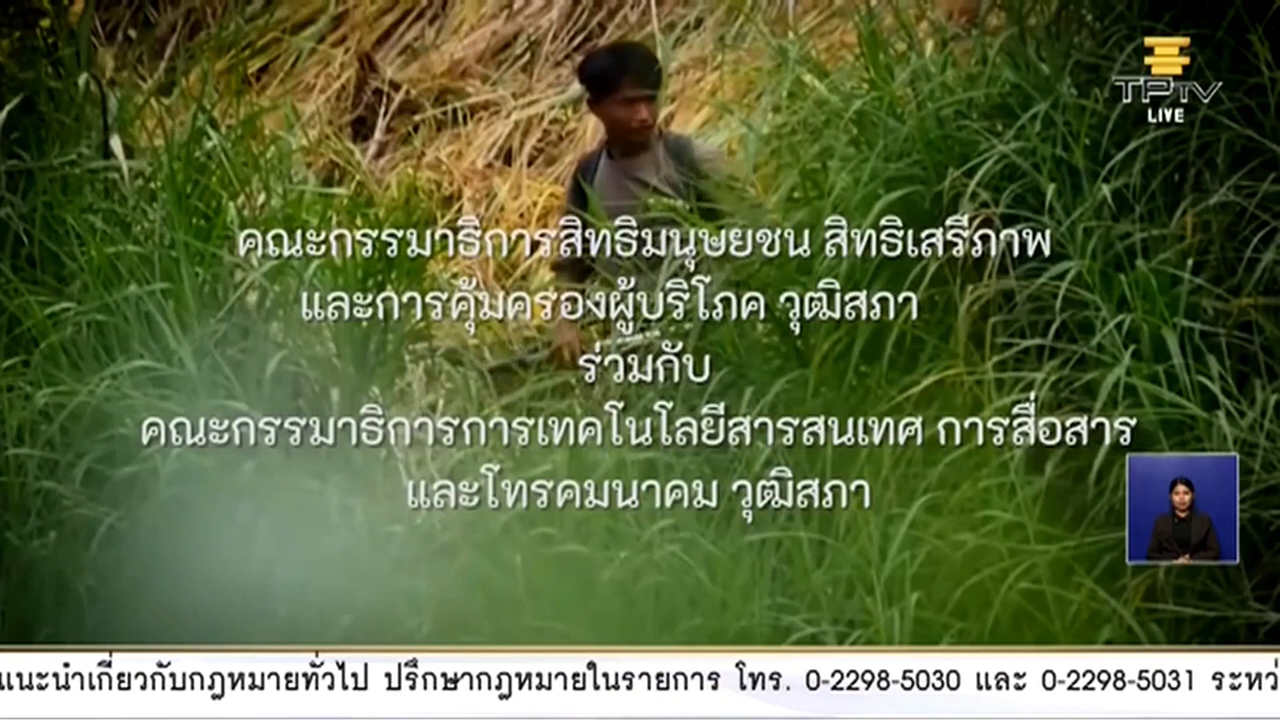 TPTV
LIVE
คณะกรรมาธิการสิทธิมนุษยชน สิทธิเสรีภาพ
และการคุ้มครองผู้บริโภค วุฒิสภา
ร่วมกับ
คณะกรรมาธิการการเทคโนโลยีสารสนเทศ การสื่อสาร
และโทรคมนาคม วุฒิสภา
แนะนำเกี่ยวกับกฎหมายทั่วไป ปรึกษากฎหมายในรายการ โทร. 0-2298-5030 และ 0-2298-5031